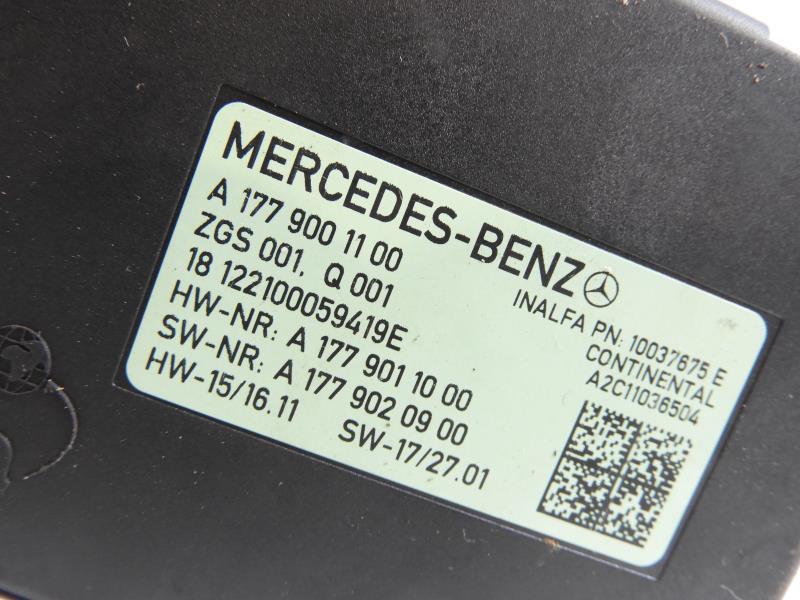 MERCEDES-BENZ
A 177 900 11 00
ZGS 001, Q 001
18 122100059419E
HW-NR: A 177 901 10 00
SW-NR: A 177 902 09 00
HW-15/16.11 SW-17/27.01
INALFA PN: 10037675 E
CONTINENTAL
A2C11036504